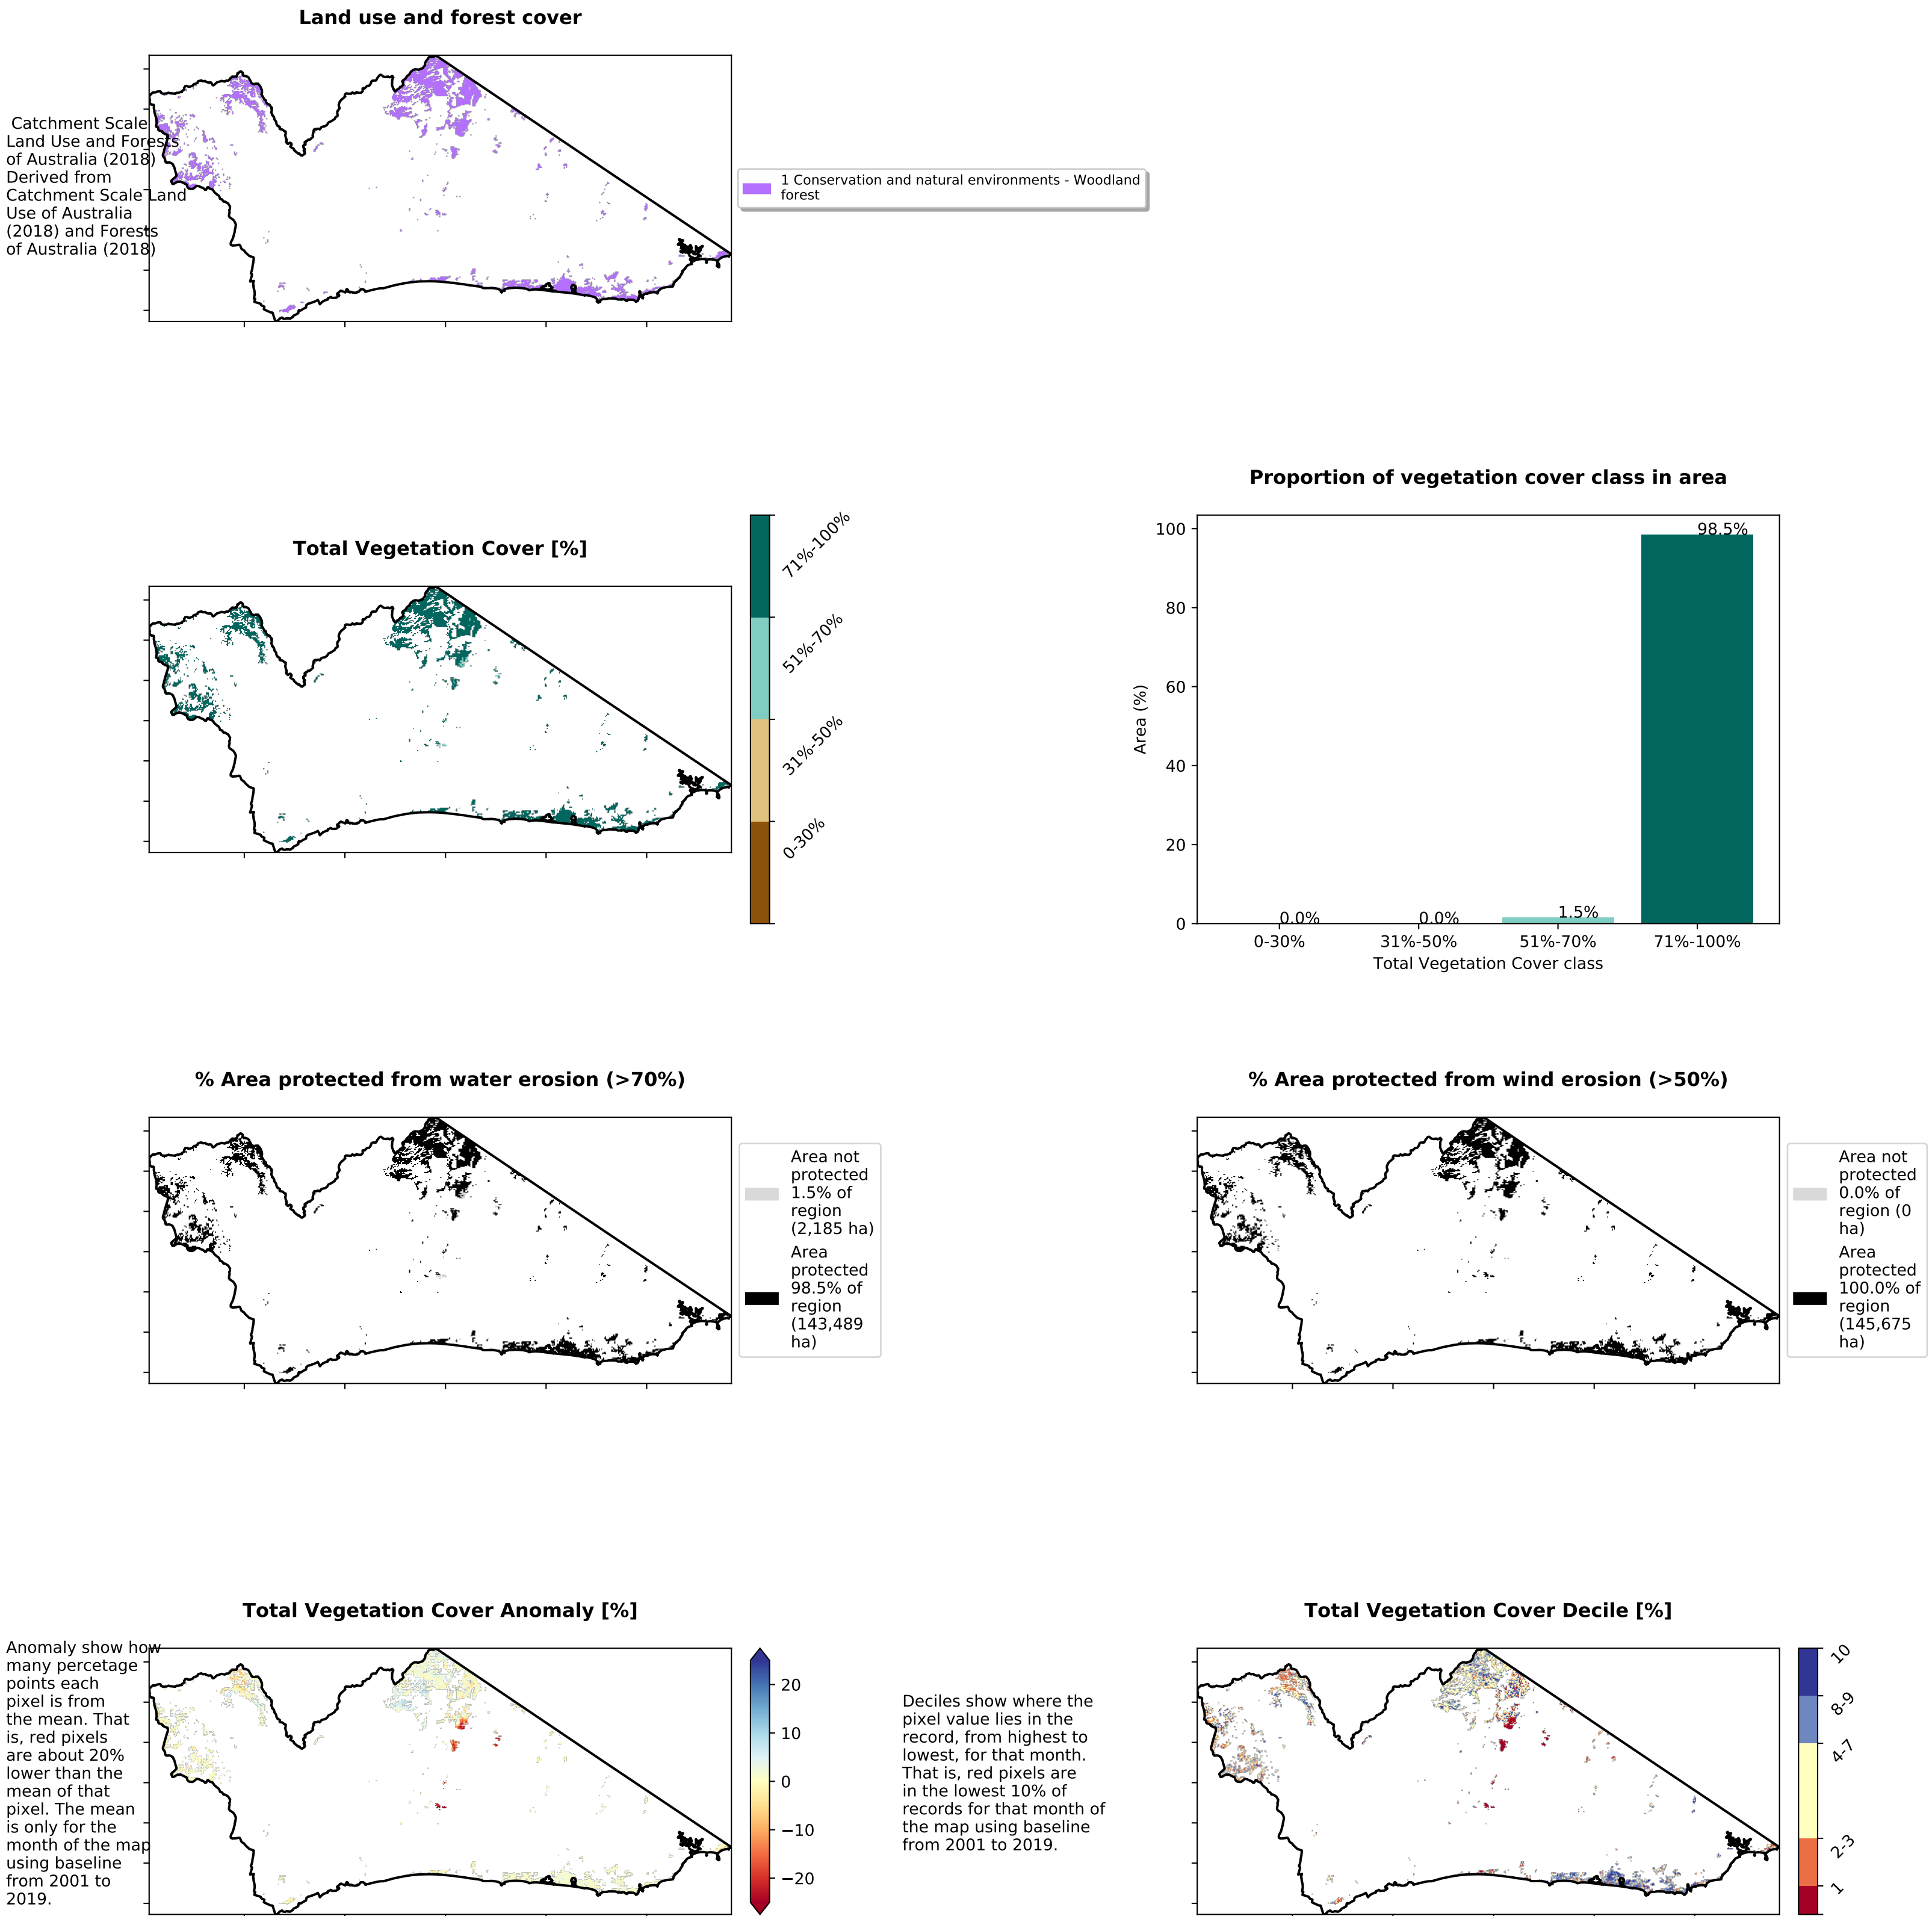 Land use and forest cover
Catchment Scale
Land Use and Forests
of Australia (2018)
Derived from
Catchment Scale Land
Use of Australia
(2018) and Forests
of Australia (2018)
1 Conservation and natural environments - Woodland
forest
Total Vegetation Cover [%]
71%-100%
51%-70%
31%-50%
0-30%
Proportion of vegetation cover class in area
100
80
60
40
20
0
Area (%)
0.0%
0.0%
1.5%
98.5%
0-30%
31%-50%
51%-70%
71%-100%
Total Vegetation Cover class
% Area protected from water erosion (>70%)
Area not
protected
1.5% of
region
(2,185 ha)
Area
protected
98.5% of
region
(143,489
ha)
% Area protected from wind erosion (>50%)
Area not
protected
0.0% of
region (0
ha)
Area
protected
100.0% of
region
(145,675
ha)
Total Vegetation Cover Anomaly [%]
Anomaly show how
many percetage
points each
pixel is from
the mean. That
is, red pixels
are about 20%
lower than the
mean of that
pixel. The mean
is only for the
month of the map
using baseline
from 2001 to
2019.
20
10
0
−10
−20
Total Vegetation Cover Decile [%]
Deciles show where the
pixel value lies in the
record, from highest to
lowest, for that month.
That is, red pixels are
in the lowest 10% of
records for that month of
the map using baseline
from 2001 to 2019.
10
8-9
4-7
2-3
1